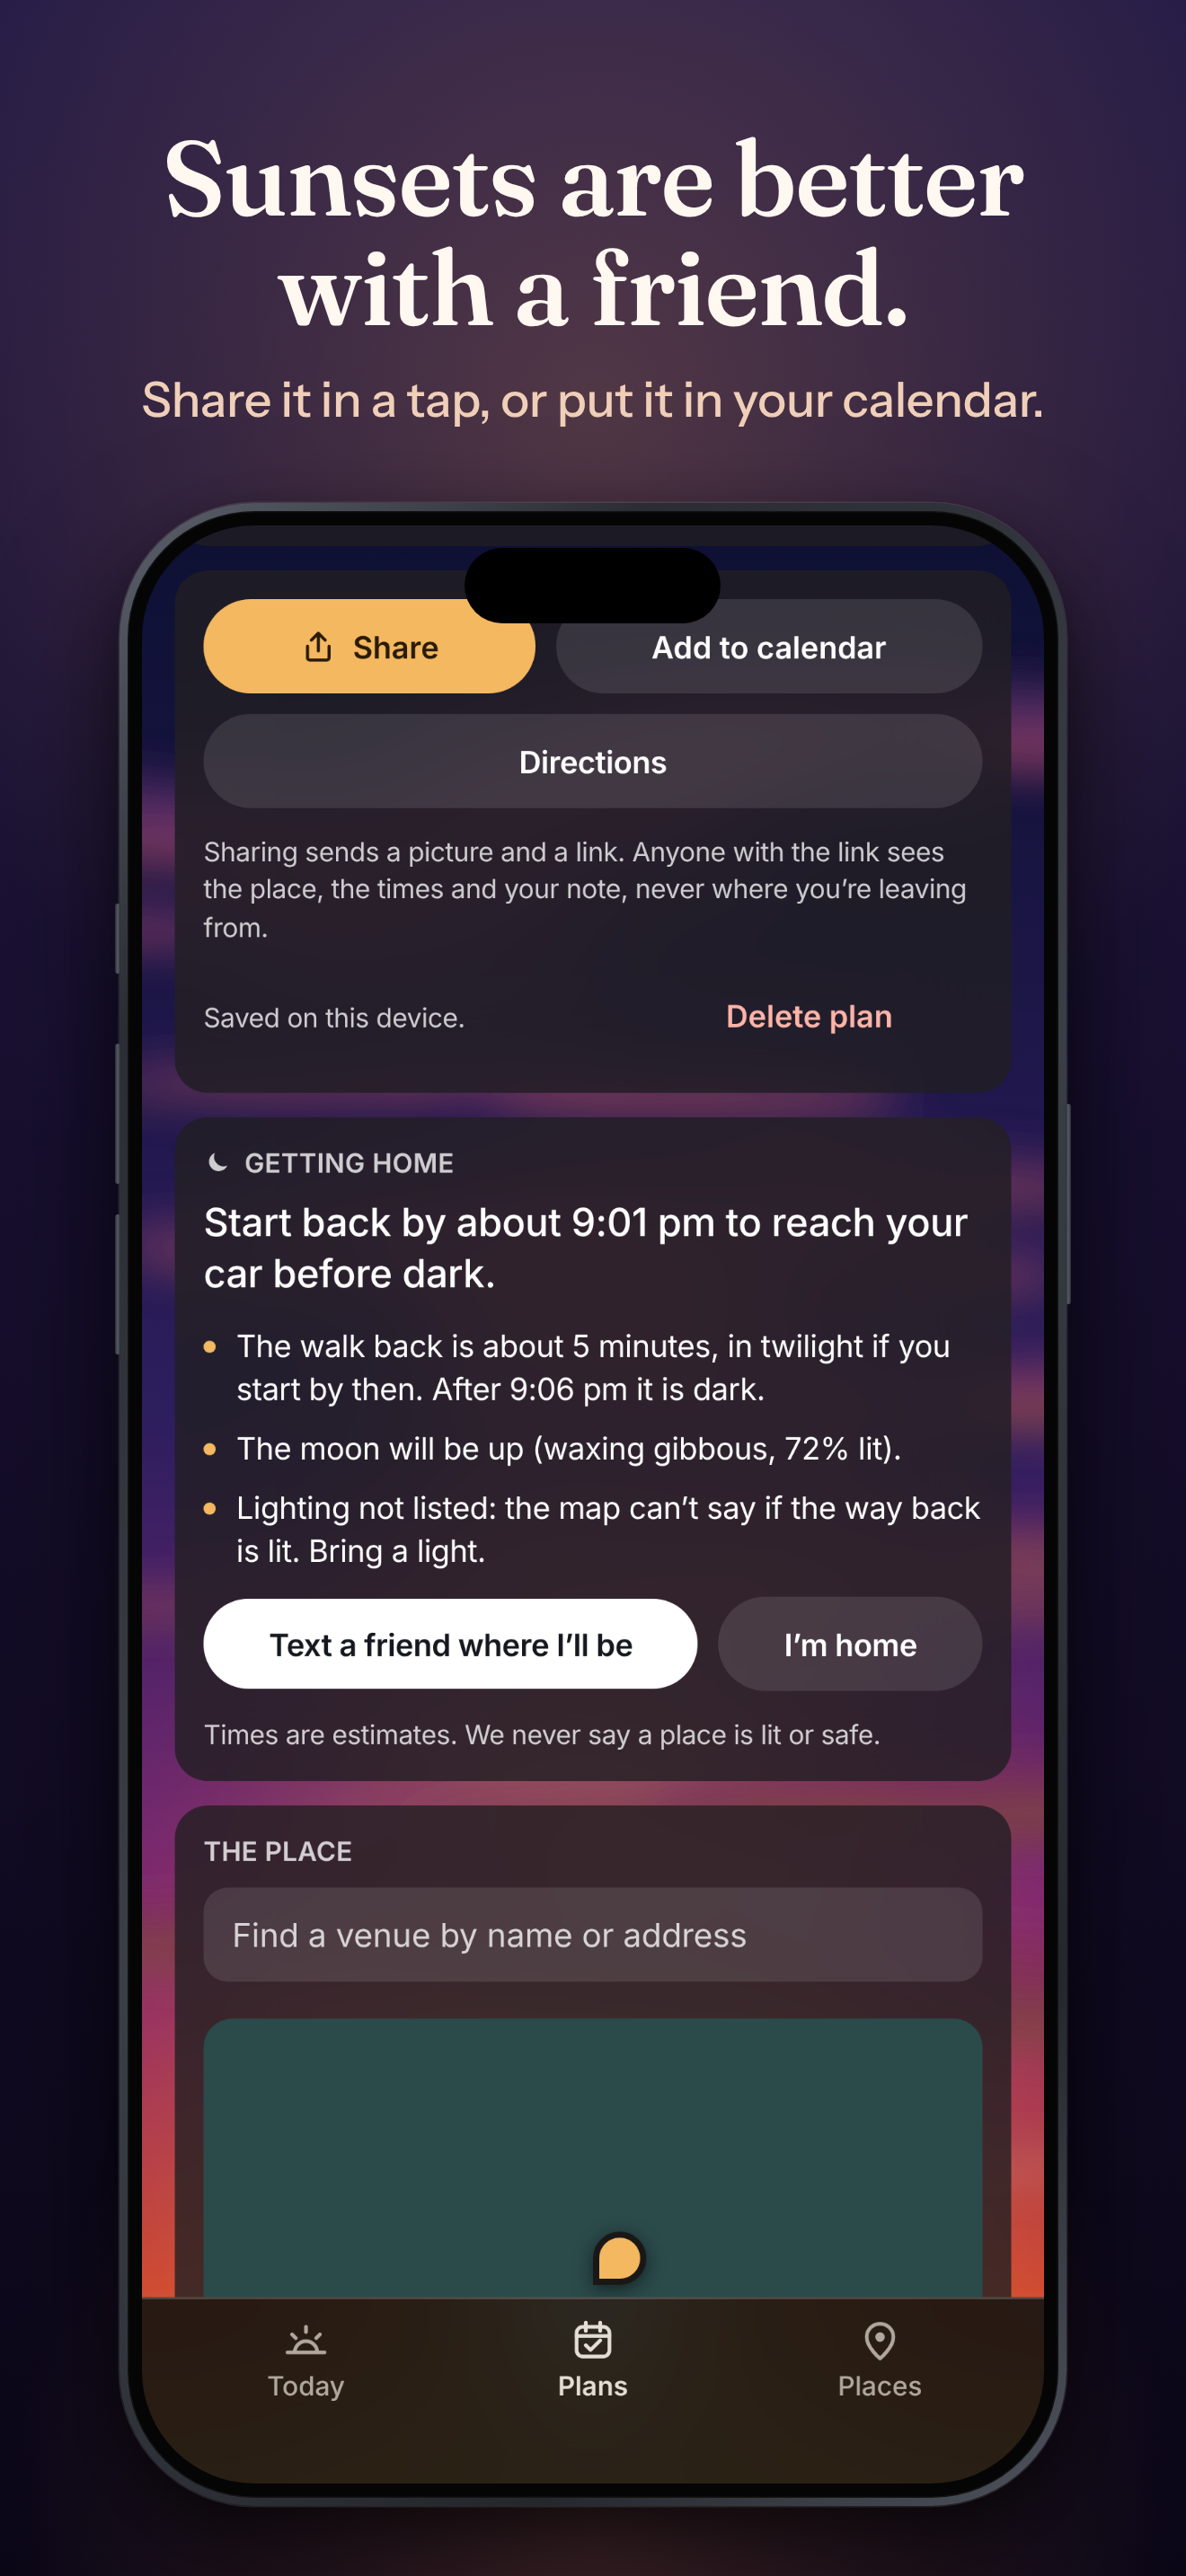 Sunsets are better
with a friend.
Share it in a tap, or put it in your calendar.
Share
Add to calendar
Directions
Sharing sends a picture and a link. Anyone with the link sees
the place, the times and your note, never where you’re leaving
from.
Saved on this device.
Delete plan
GETTING HOME
Start back by about 9:01 pm to reach your
car before dark.
The walk back is about 5 minutes, in twilight if you
start by then. After 9:06 pm it is dark.
The moon will be up (waxing gibbous, 72% lit).
Lighting not listed: the map can’t say if the way back
is lit. Bring a light.
Text a friend where I’ll be
I’m home
Times are estimates. We never say a place is lit or safe.
THE PLACE
Find a venue by name or address
Today
Plans
Places